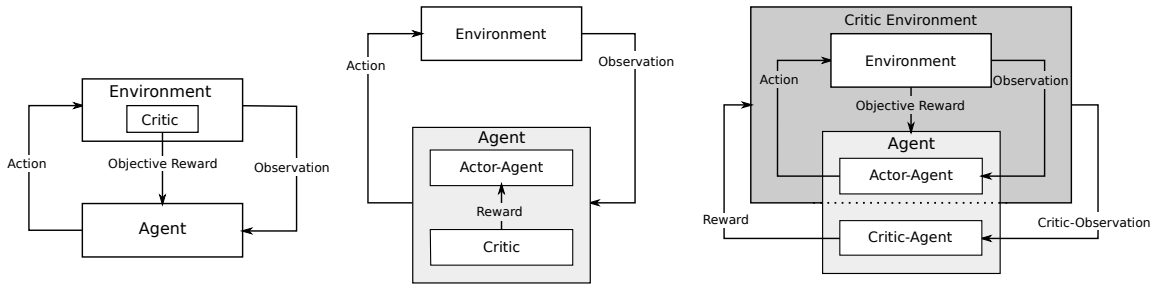 Environment
Critic
Action
Objective Reward
Observation
Agent
Environment
Action
Observation
Agent
Actor-Agent
Reward
Critic
Critic Environment
Environment
Action
Observation
Objective Reward
Agent
Actor-Agent
Reward
Critic-Observation
Critic-Agent